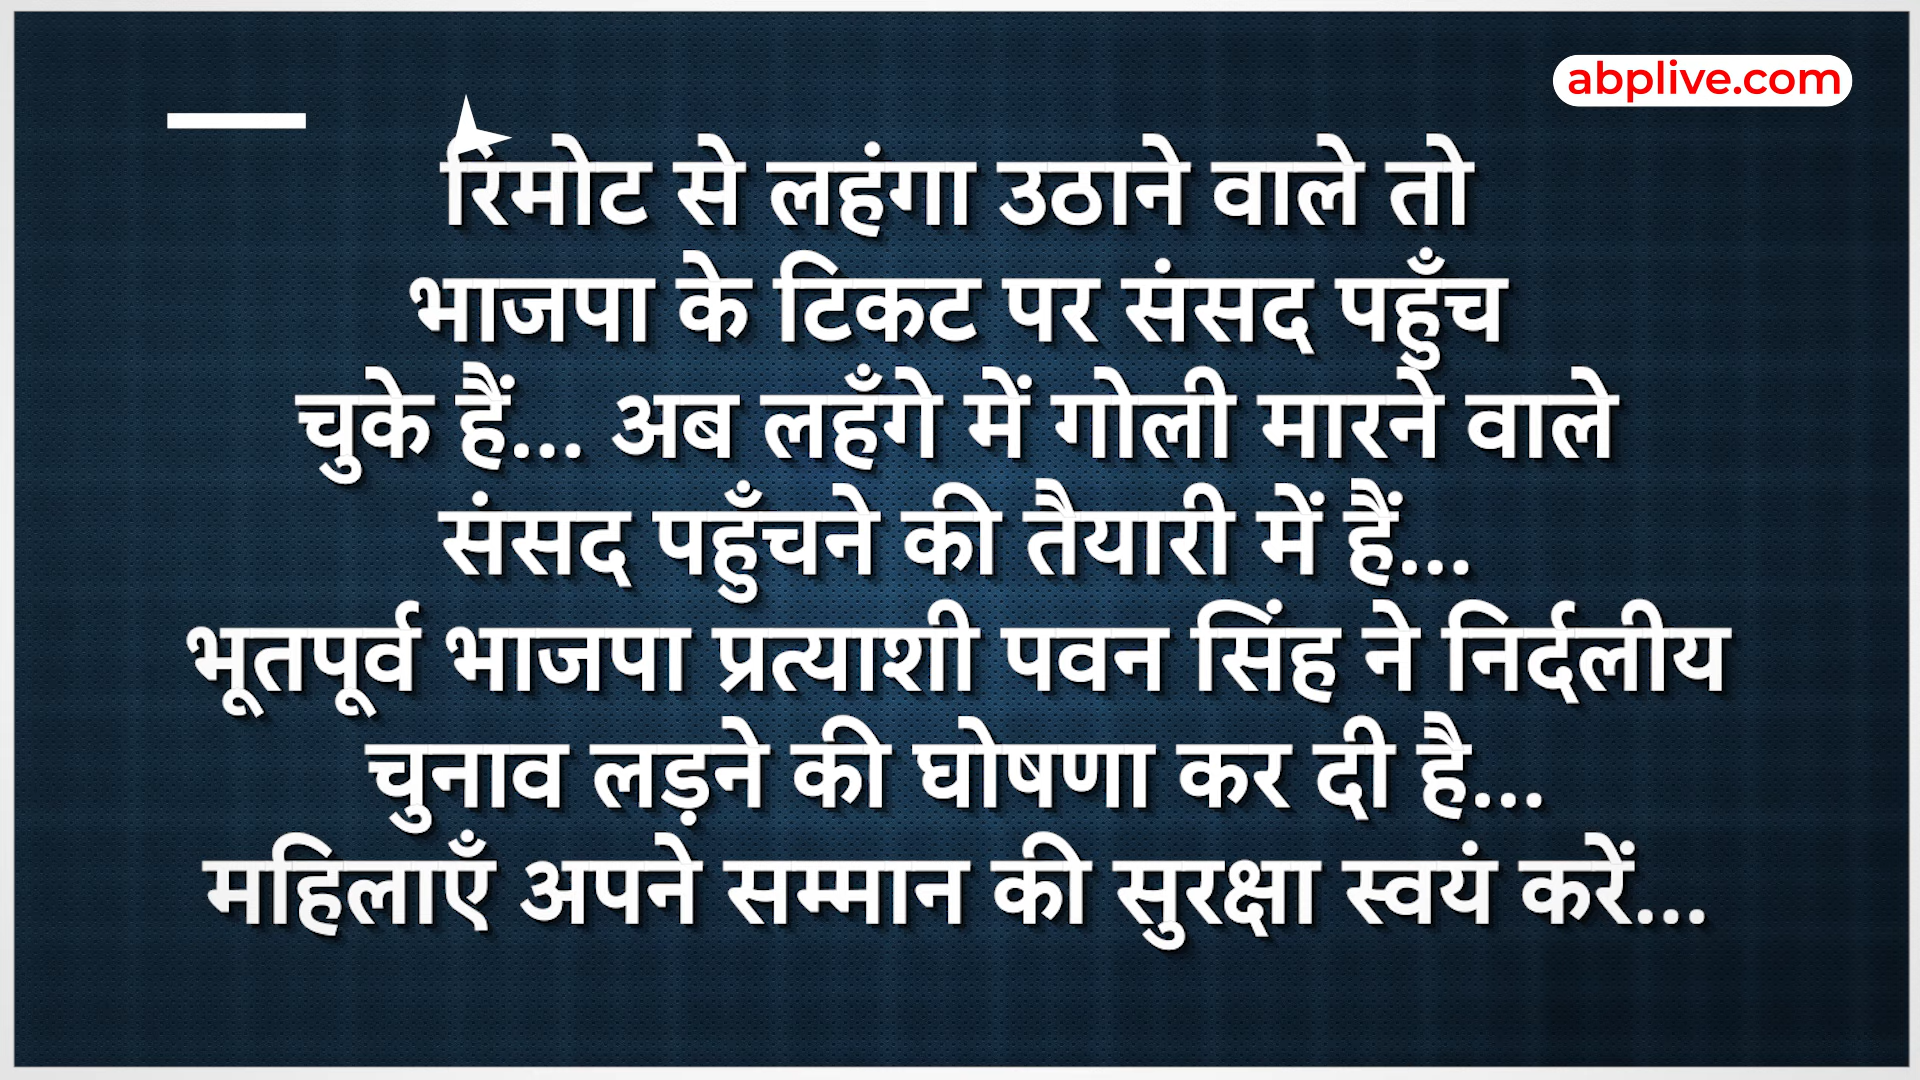 abplive.com
रिमोट से लहंगा उठाने वाले तो
भाजपा के टिकट पर संसद पहुँच
चुके हैं... अब लहँगे में गोली मारने वाले
संसद पहुँचने की तैयारी में हैं...
भूतपूर्व भाजपा प्रत्याशी पवन सिंह ने निर्दलीय
चुनाव लड़ने की घोषणा कर दी है...
महिलाएँ अपने सम्मान की सुरक्षा स्वयं करें...